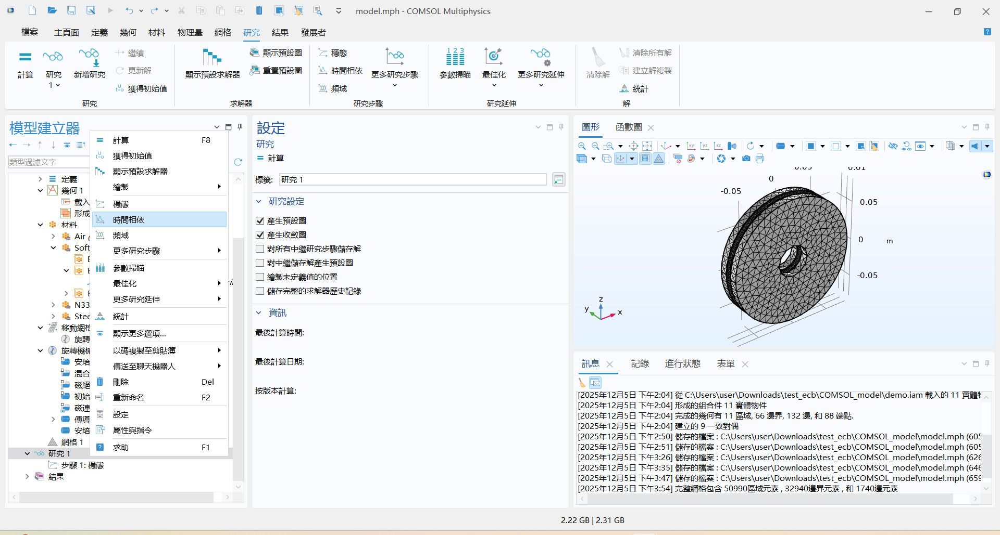 model.mph - COMSOL Multiphysics
檔案 主頁面 定義 幾何 材料 物理量 網格 研究 結果 發展者
計算
研究
1
新增研究
繼續
更新解
獲得初始值
研究
顯示預設求解器
顯示預設圖
重置預設圖
求解器
穩態
時間相依
頻域
更多研究步驟
研究步驟
參數掃瞄
最佳化
更多研究延伸
研究延伸
清除解
清除所有解
建立解複製
統計
解
模型建立器
類型過濾文字
定義
幾何 1
載入
形成
材料
Air
Soft
N33
Stee
移動網格
旋轉
旋轉機械
安培
混合
磁絕
初始
磁連
傳導
安培
網格 1
研究 1
步驟 1: 穩態
結果
計算 F8
獲得初始值
顯示預設求解器
繪製
穩態
時間相依
頻域
更多研究步驟
參數掃瞄
最佳化
更多研究延伸
統計
顯示更多選項...
以碼複製至剪貼簿
傳送至聊天機器人
刪除 Del
重新命名 F2
設定
屬性與指令
求助 F1
設定
研究
計算
標籤: 研究 1
研究設定
產生預設圖
產生收斂圖
對所有中繼研究步驟儲存解
對中繼儲存解產生預設圖
繪製未定義值的位置
儲存完整的求解器歷史記錄
資訊
最後計算時間:
最後計算日期:
按版本計算:
圖形 函數圖
0.05 0.01
0
-0.05
0.05
0 m
-0.05
z
y x
訊息 記錄 進行狀態 表單
[2025年12月5日 下午2:04] 從 C:\Users\user\Downloads\test_ecb\COMSOL_model\demo.iam 載入的 11 實體物
[2025年12月5日 下午2:04] 形成的組合件 11 實體物件
[2025年12月5日 下午2:04] 完成的幾何有 11 區域, 66 邊界, 132 邊, 和 88 端點.
[2025年12月5日 下午2:04] 建立的 9 一致對偶
[2025年12月5日 下午2:50] 儲存的檔案 : C:\Users\user\Downloads\test_ecb\COMSOL_model\model.mph (605
[2025年12月5日 下午2:51] 儲存的檔案 : C:\Users\user\Downloads\test_ecb\COMSOL_model\model.mph (605
[2025年12月5日 下午3:26] 儲存的檔案 : C:\Users\user\Downloads\test_ecb\COMSOL_model\model.mph (626
[2025年12月5日 下午3:35] 儲存的檔案 : C:\Users\user\Downloads\test_ecb\COMSOL_model\model.mph (646
[2025年12月5日 下午3:47] 儲存的檔案 : C:\Users\user\Downloads\test_ecb\COMSOL_model\model.mph (659
[2025年12月5日 下午3:54] 完整網格包含 50990區域元素 , 32940邊界元素 , 和 1740邊元素
2.22 GB | 2.31 GB